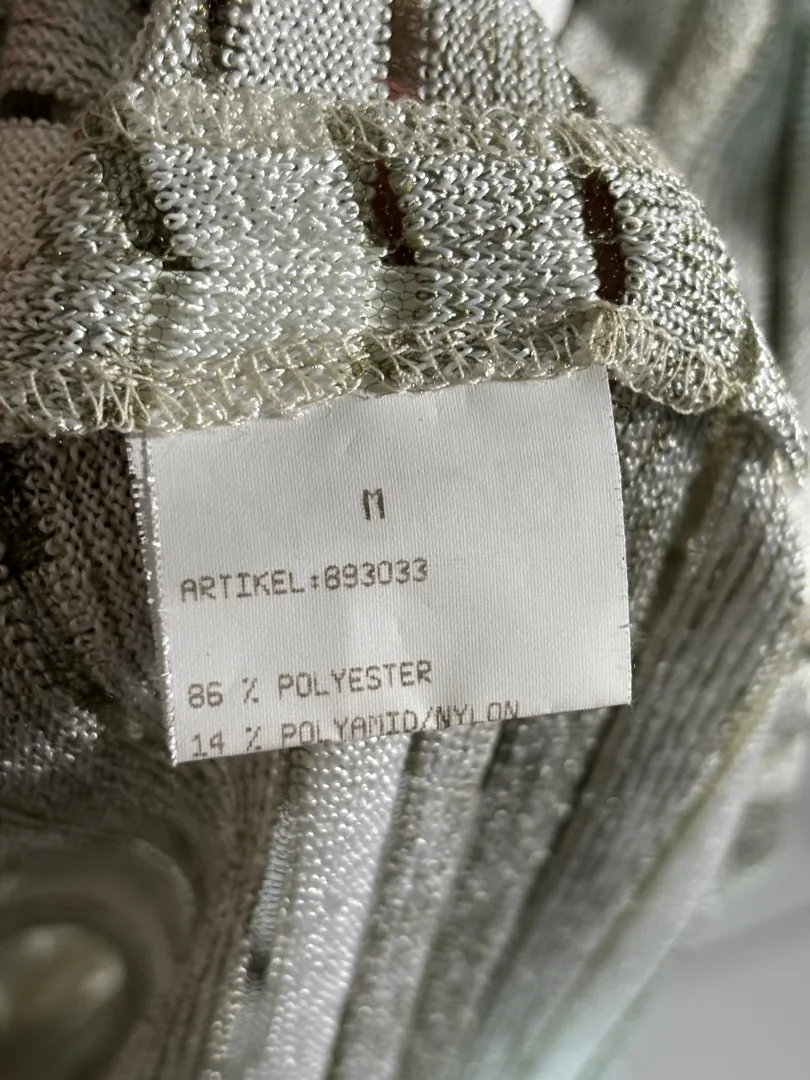 M
ARTIKEL:893033
86 % POLYESTER
14 % POLYAMID/NYLON